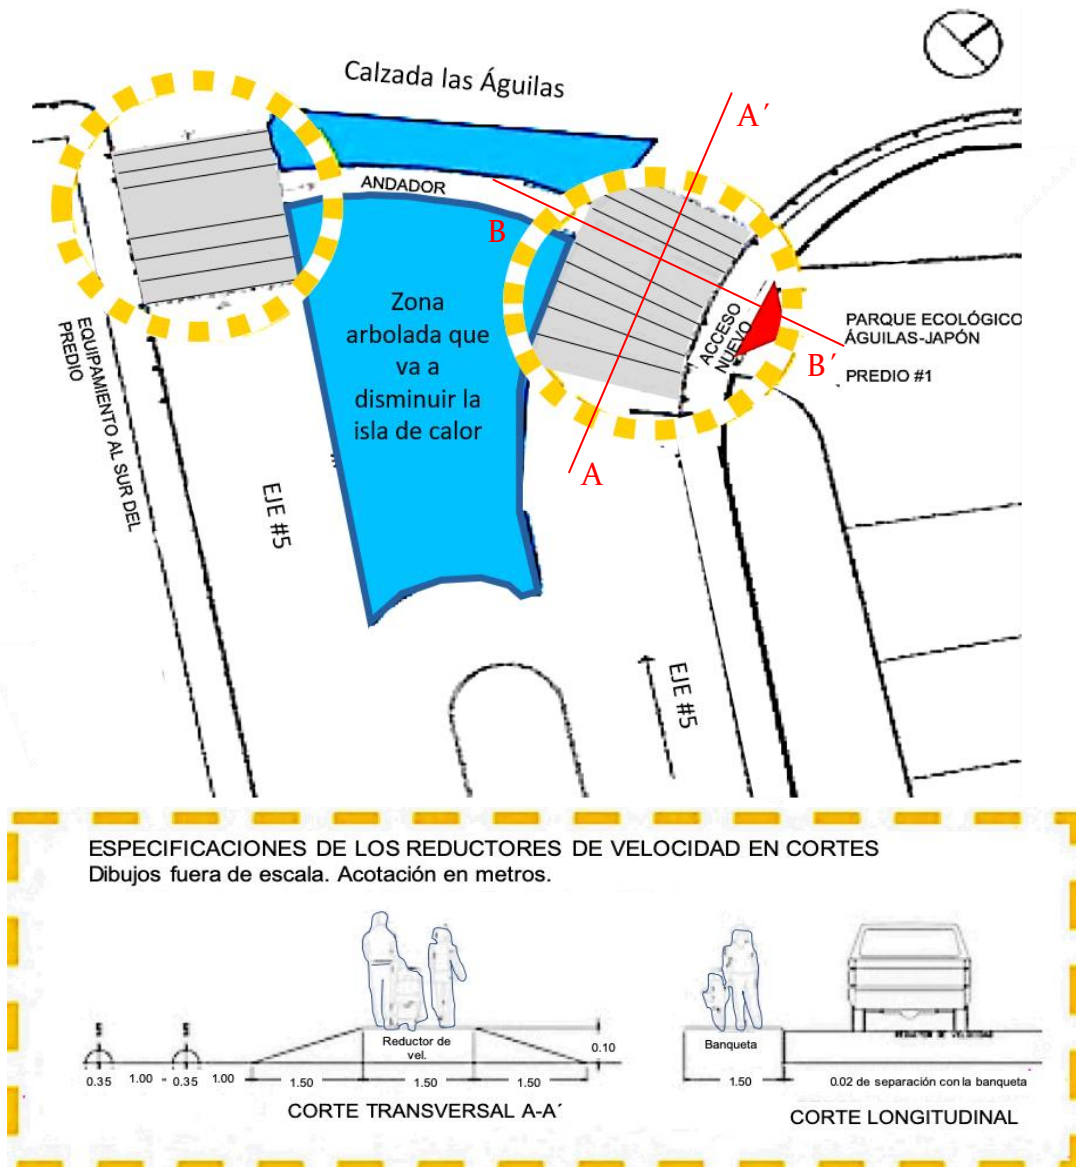 Calzada las Águilas
A´
ANDADOR
B
Zona
arbolada que
va a
disminuir la
isla de calor
ACCESO
NUEVO
PARQUE ECOLÓGICO
ÁGUILAS-JAPÓN
B´
PREDIO #1
A
EQUIPAMIENTO AL SUR DEL
PREDIO
EJE #5
EJE #5
ESPECIFICACIONES DE LOS REDUCTORES DE VELOCIDAD EN CORTES
Dibujos fuera de escala. Acotación en metros.
Reductor de
vel.
0.10
0.35 1.00 0.35 1.00 1.50 1.50 1.50
CORTE TRANSVERSAL A-A´
REDUCTOR DE VELOCIDAD
Banqueta
1.50
0.02 de separación con la banqueta
CORTE LONGITUDINAL